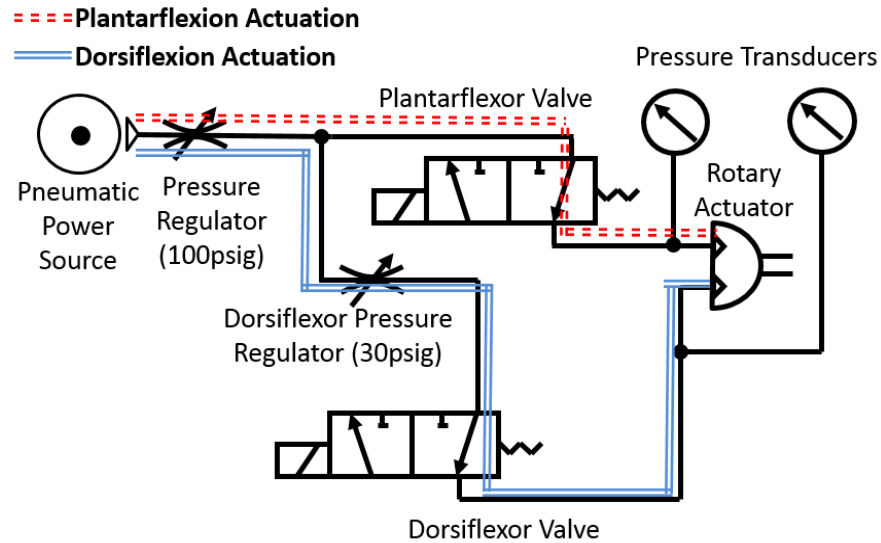 Plantarflexion Actuation
Dorsiflexion Actuation
Pressure Transducers
Plantarflexor Valve
Pneumatic
Power
Source
Pressure
Regulator
(100psig)
Rotary
Actuator
Dorsiflexor Pressure
Regulator (30psig)
Dorsiflexor Valve